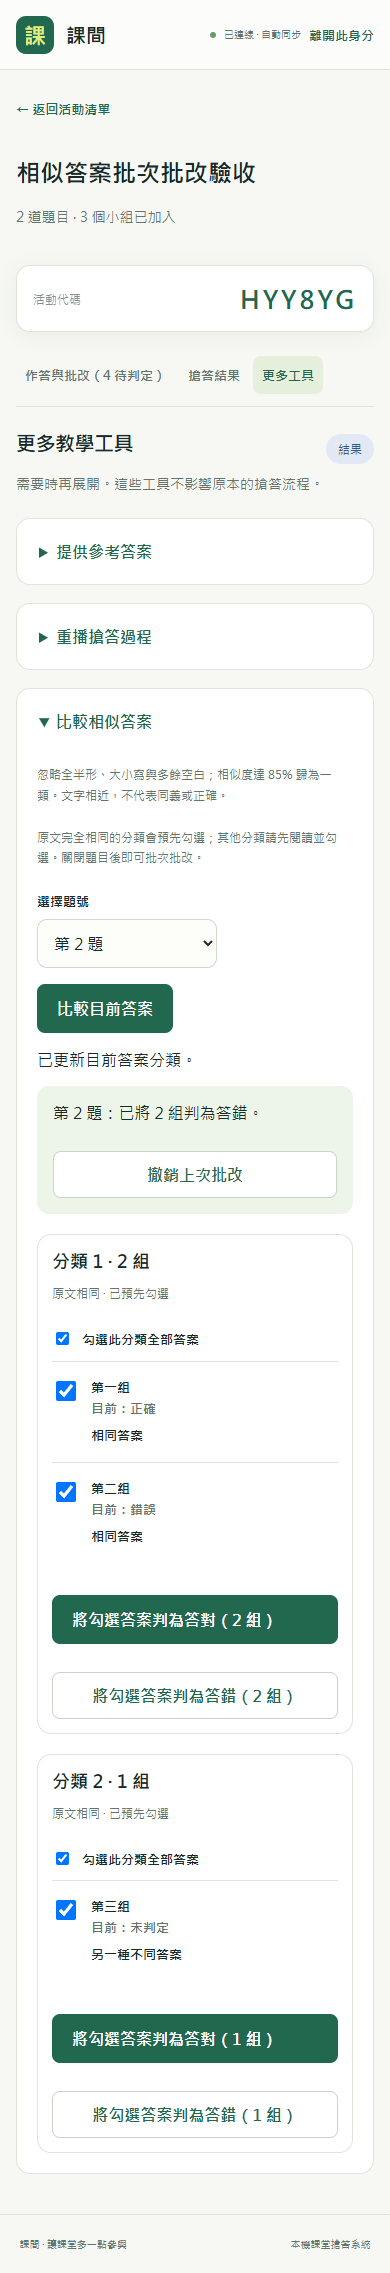 課 課間 已連線 · 自動同步 離開此身分
← 返回活動清單
相似答案批次批改驗收
2 道題目 · 3 個小組已加入
活動代碼 HYY8YG
作答與批改（4 待判定） 搶答結果 更多工具
更多教學工具 結果
需要時再展開。這些工具不影響原本的搶答流程。
▶ 提供參考答案
▶ 重播搶答過程
▼ 比較相似答案
忽略全半形、大小寫與多餘空白；相似度達 85% 歸為一
類。文字相近，不代表同義或正確。
原文完全相同的分類會預先勾選；其他分類請先閱讀並勾
選。關閉題目後即可批次批改。
選擇題號
第 2 題
比較目前答案
已更新目前答案分類。
第 2 題：已將 2 組判為答錯。
撤銷上次批改
分類 1 · 2 組
原文相同 · 已預先勾選
勾選此分類全部答案
第一組
目前：正確
相同答案
第二組
目前：錯誤
相同答案
將勾選答案判為答對（2 組）
將勾選答案判為答錯（2 組）
分類 2 · 1 組
原文相同 · 已預先勾選
勾選此分類全部答案
第三組
目前：未判定
另一種不同答案
將勾選答案判為答對（1 組）
將勾選答案判為答錯（1 組）
課間 · 讓課堂多一點參與 本機課堂搶答系統